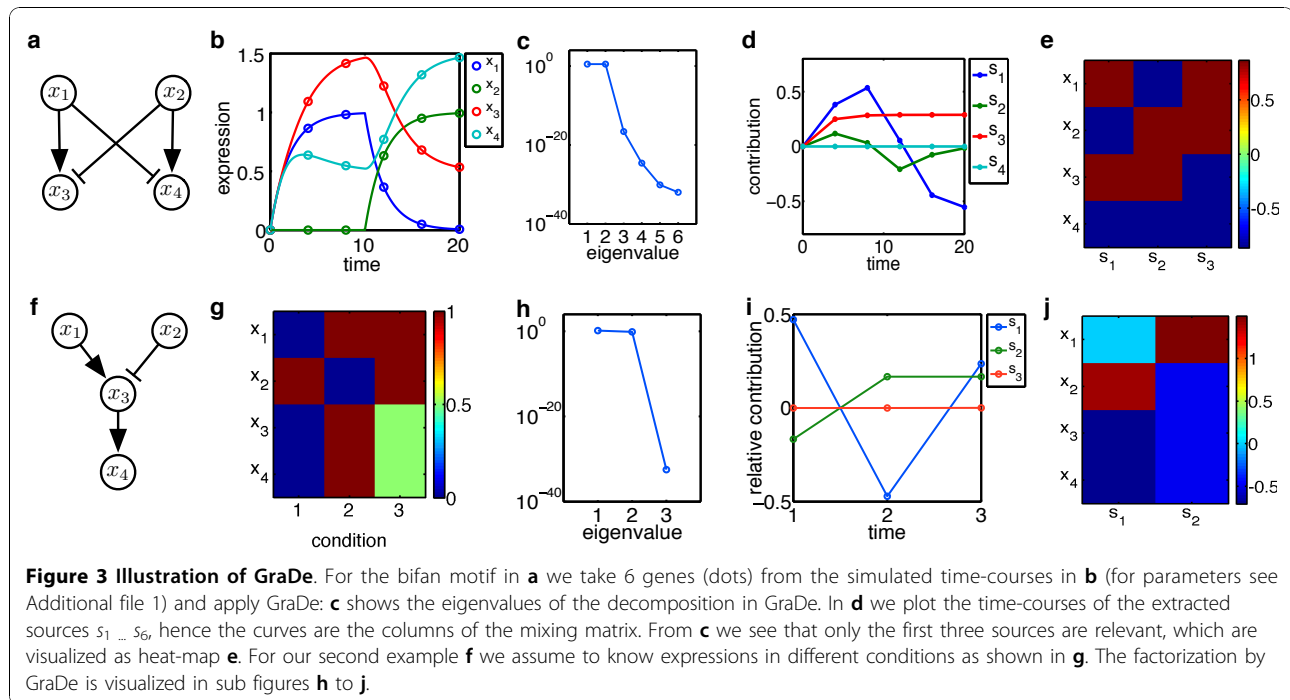 a
x1
x2
x3
x4
b
1.5
1
0.5
0
0
10
20
expression
time
x1
x2
x3
x4
c
10^0
10^-20
10^-40
1 2 3 4 5 6
eigenvalue
d
0.5
0
-0.5
0
10
20
contribution
time
s1
s2
s3
s4
e
x1
x2
x3
x4
s1 s2 s3
0.5
0
-0.5
f
x1
x2
x3
x4
g
x1
x2
x3
x4
1 2 3
condition
1
0.5
0
h
10^0
10^-20
10^-40
1 2 3
eigenvalue
i
0.5
0
-0.5
1
2
3
relative contribution
time
s1
s2
s3
j
x1
x2
x3
x4
s1 s2
1
0.5
0
-0.5
Figure 3 Illustration of GraDe. For the bifan motif in a we take 6 genes (dots) from the simulated time-courses in b (for parameters see
Additional file 1) and apply GraDe: c shows the eigenvalues of the decomposition in GraDe. In d we plot the time-courses of the extracted
sources s1 ... s6, hence the curves are the columns of the mixing matrix. From c we see that only the first three sources are relevant, which are
visualized as heat-map e. For our second example f we assume to know expressions in different conditions as shown in g. The factorization by
GraDe is visualized in sub figures h to j.